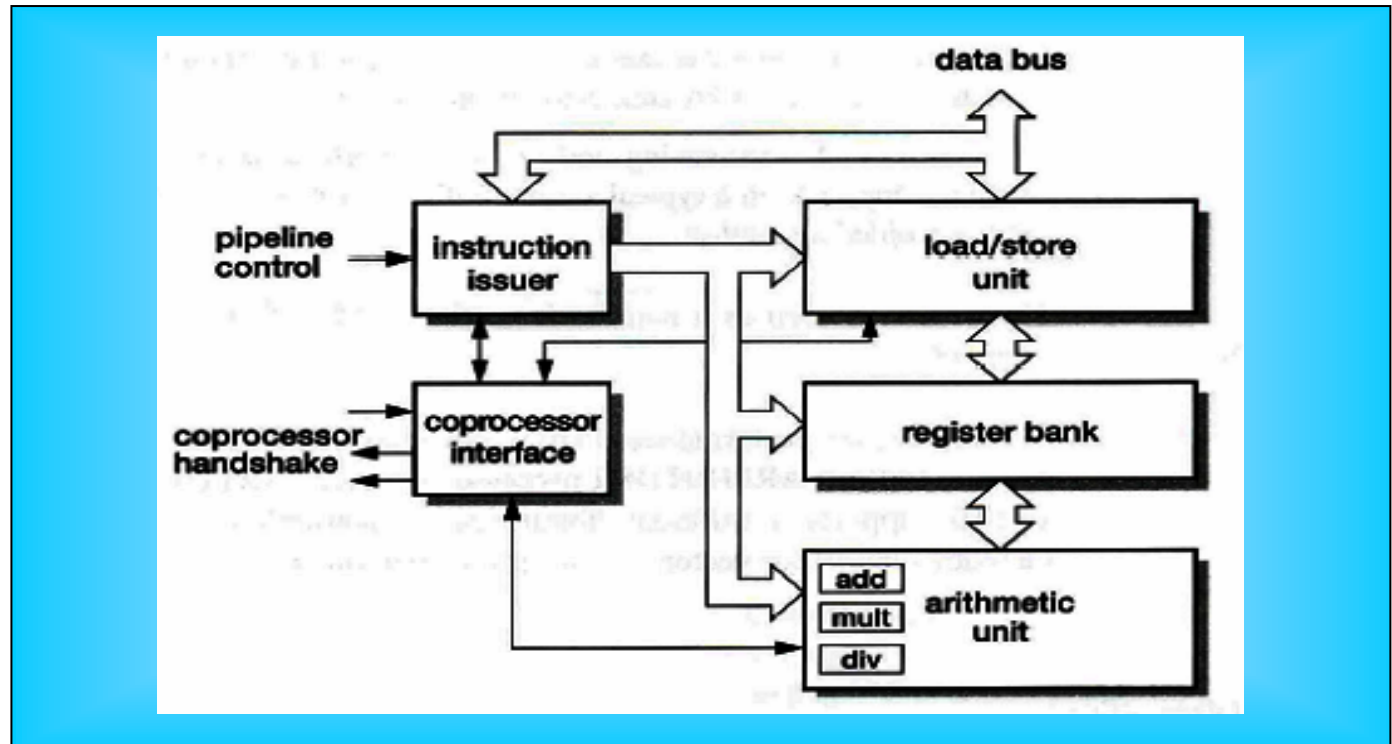 data bus
pipeline
control
instruction
issuer
load/store
unit
coprocessor
handshake
coprocessor
interface
register bank
add
mult
div
arithmetic
unit